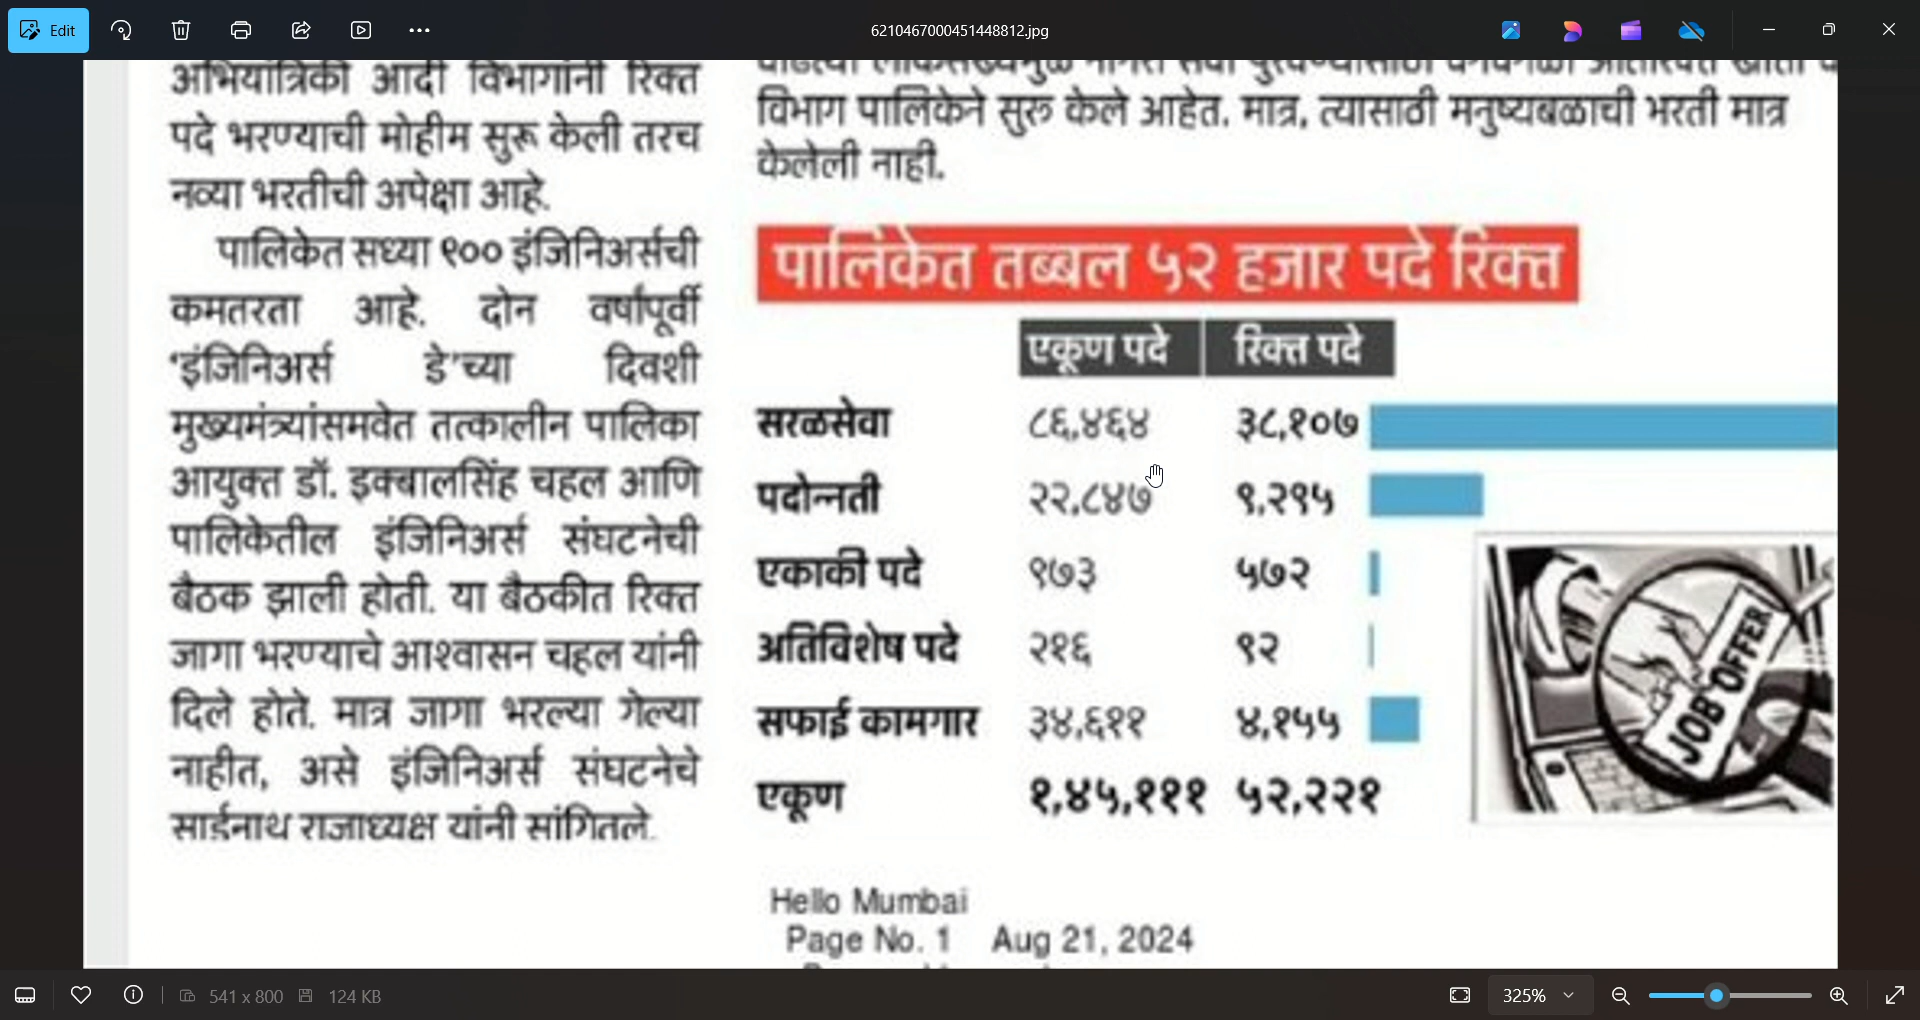 Edit
6210467000451448812.jpg
अभियांत्रिकी आदी विभागांनी रिक्त
पदे भरण्याची मोहीम सुरू केली तरच
नव्या भरतीची अपेक्षा आहे.
पालिकेत सध्या ९०० इंजिनिअर्सची
कमतरता आहे. दोन वर्षांपूर्वी
'इंजिनिअर्स डे'च्या दिवशी
मुख्यमंत्र्यांसमवेत तत्कालीन पालिका
आयुक्त डॉ. इक्बालसिंह चहल आणि
पालिकेतील इंजिनिअर्स संघटनेची
बैठक झाली होती. या बैठकीत रिक्त
जागा भरण्याचे आश्वासन चहल यांनी
दिले होते. मात्र जागा भरल्या गेल्या
नाहीत, असे इंजिनिअर्स संघटनेचे
साईनाथ राजाध्यक्ष यांनी सांगितले.
विभाग पालिकेने सुरु केले आहेत. मात्र, त्यासाठी मनुष्यबळाची भरती मात्र
केलेली नाही.
पालिकेत तब्बल ५२ हजार पदे रिक्त
एकूण पदे रिक्त पदे
सरळसेवा ८६,४६४ ३८,१०७
पदोन्नती २२,८४७ ९,२९५
एकाकी पदे ९७३ ५७२
अतिविशेष पदे २१६ ९२
सफाई कामगार ३४,६११ ४,१५५
एकूण १,४५,१११ ५२,२२१
JOB OFFER
Hello Mumbai
Page No. 1 Aug 21, 2024
541 x 800 124 KB
325%